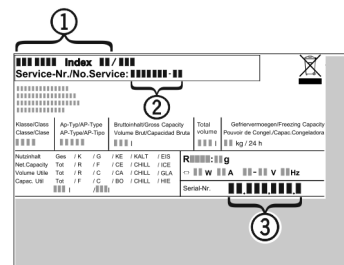 1
Index /
Service-Nr./No.Service: -
2
Klasse/Class Ap-Typ/AP-Type Bruttoinhalt/Gross Capacity Total Gefriervermoegen/Freezing Capacity
Classe/Clase AP-Type/AP-Tipo Volume Brut/Capacidad Bruta volume Pouvoir de Congel./Capac.Congeladora
l l kg / 24 h
Nutzinhalt Ges / K / G / KE / KALT / EIS
Net.Capacity Tot / R / F / CE / CHILL / ICE
Volume Utile Tot / R / C / CA / CHILL / GLA
Capac. Util Tot / F / C / BO / CHILL / HIE
l / l
R : g
W A - V Hz
Serial-Nr. . . .
3